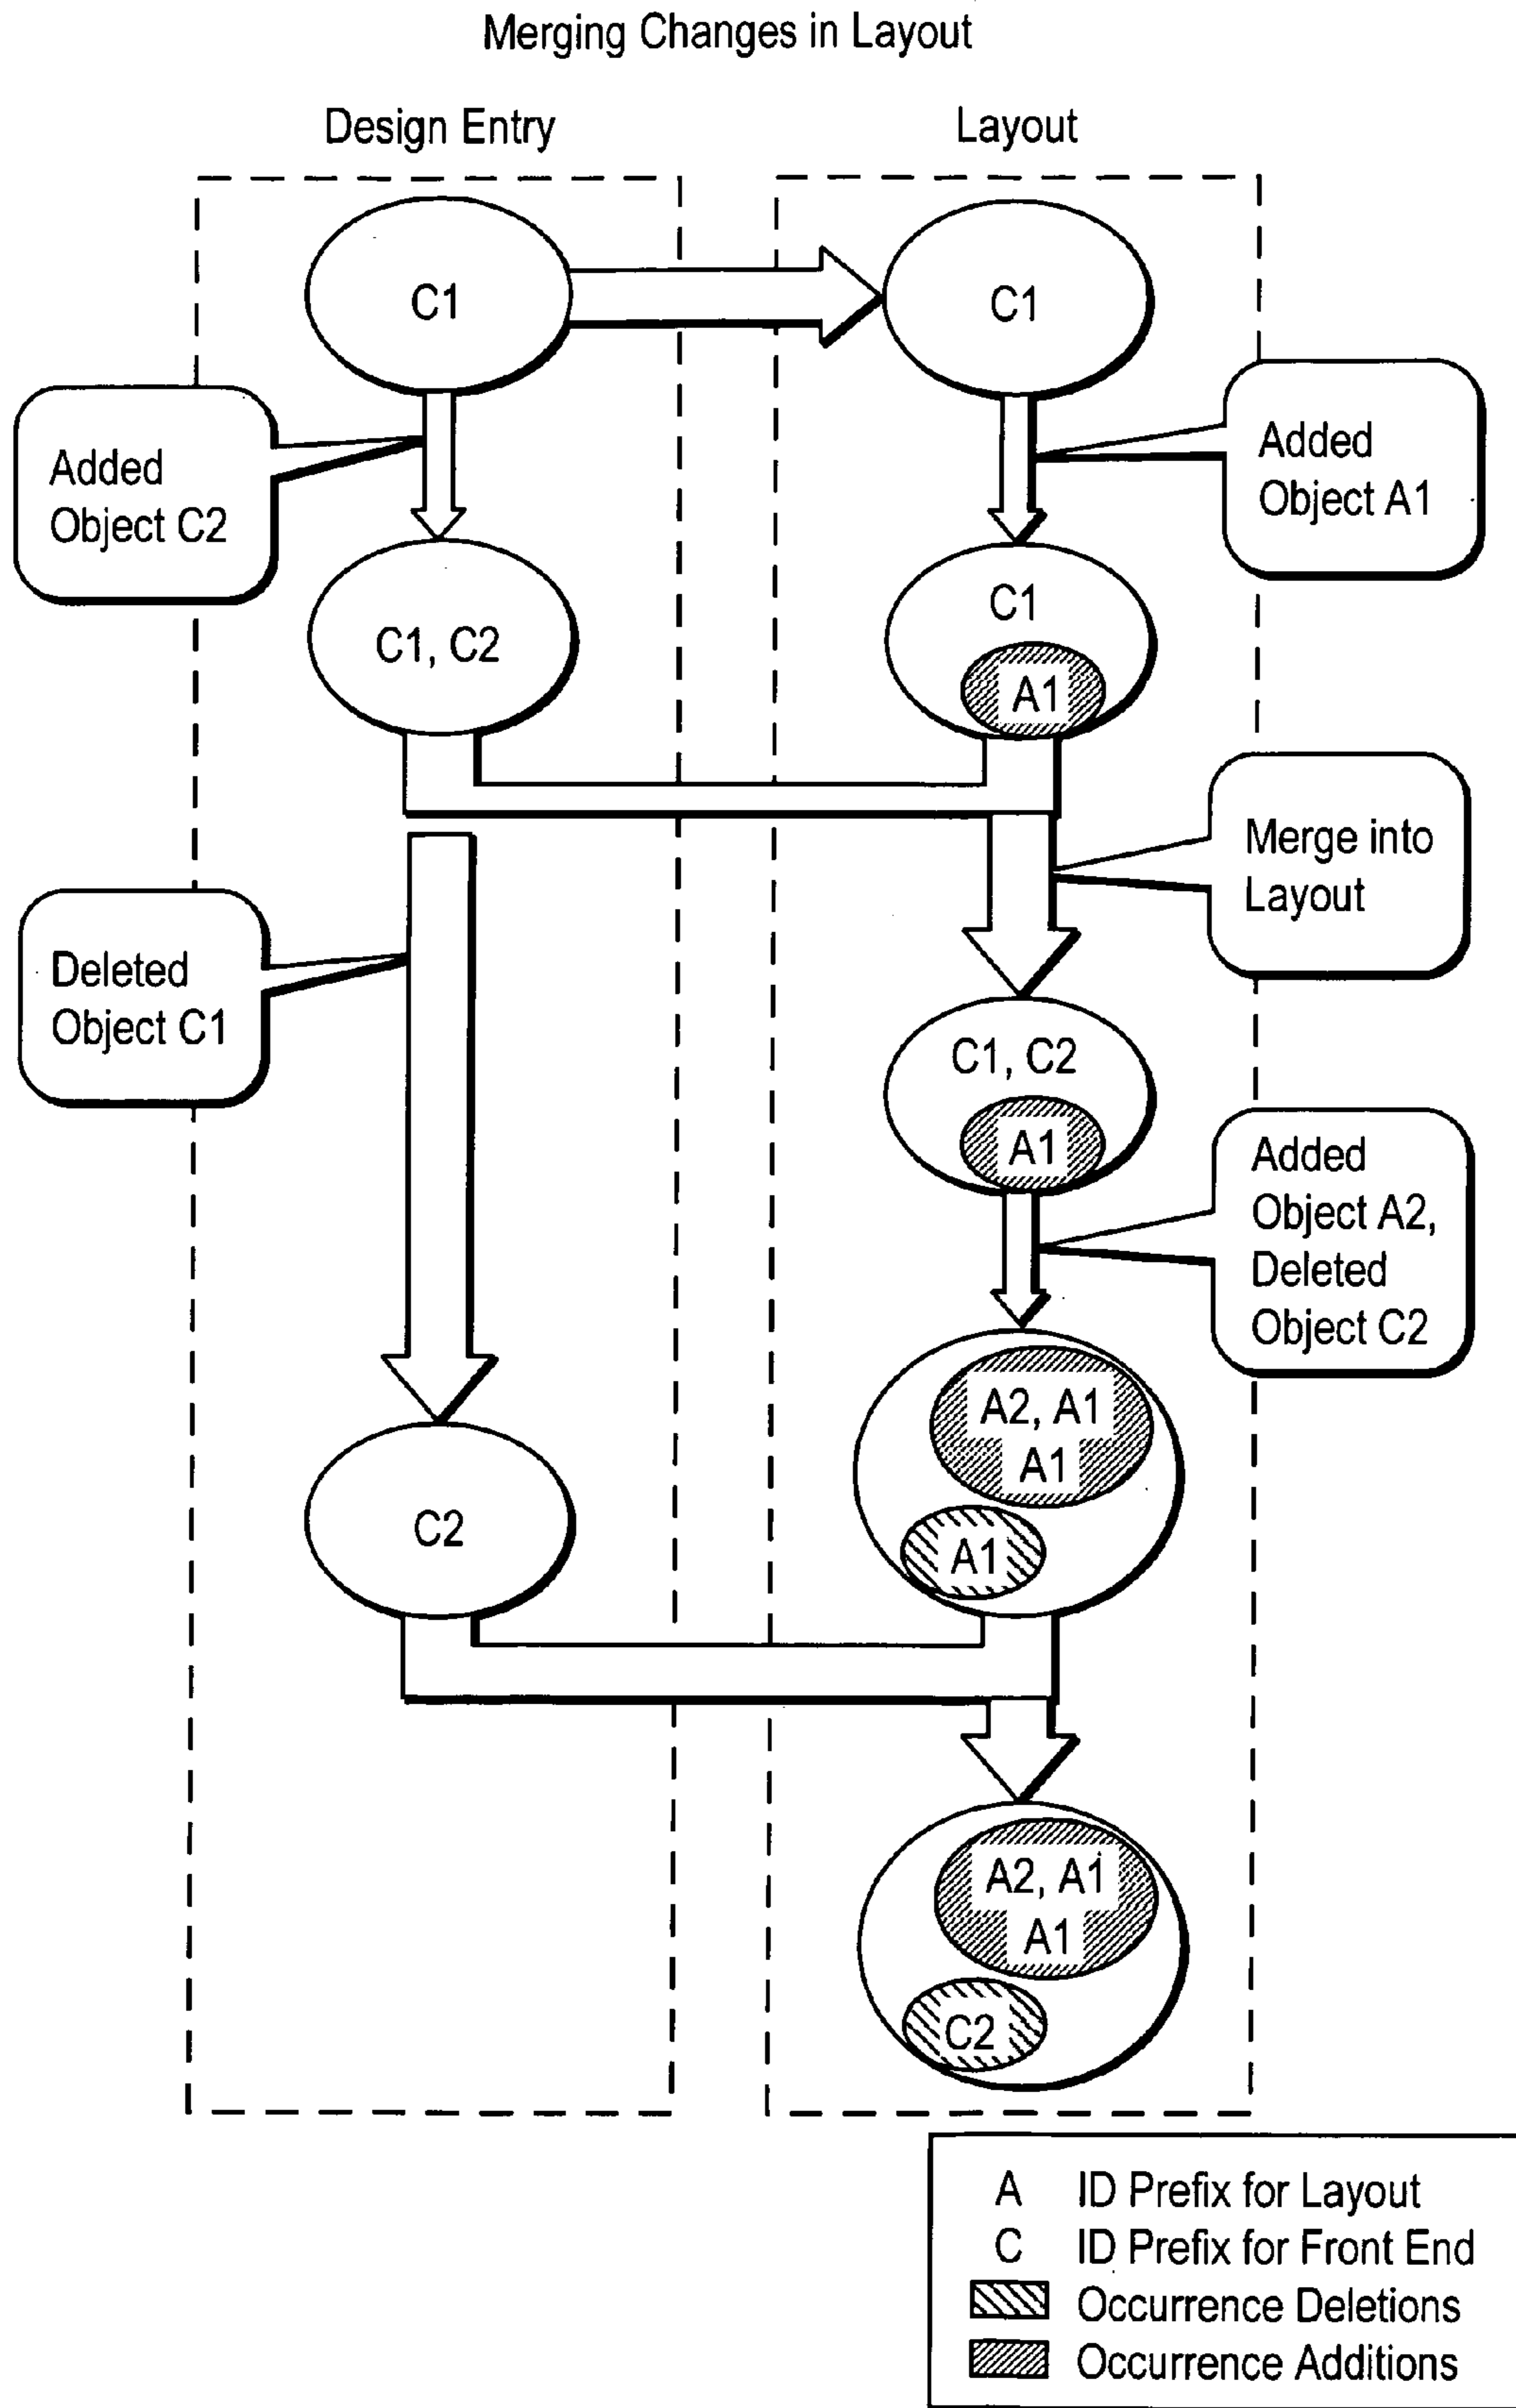 Merging Changes in Layout
Design Entry
Layout
C1
C1
Added
Object C2
Added
Object A1
C1, C2
C1
A1
Merge into
Layout
Deleted
Object C1
C1, C2
A1
Added
Object A2,
Deleted
Object C2
A2, A1
A1
C2
A1
A2, A1
A1
C2
A ID Prefix for Layout
C ID Prefix for Front End
Occurrence Deletions
Occurrence Additions